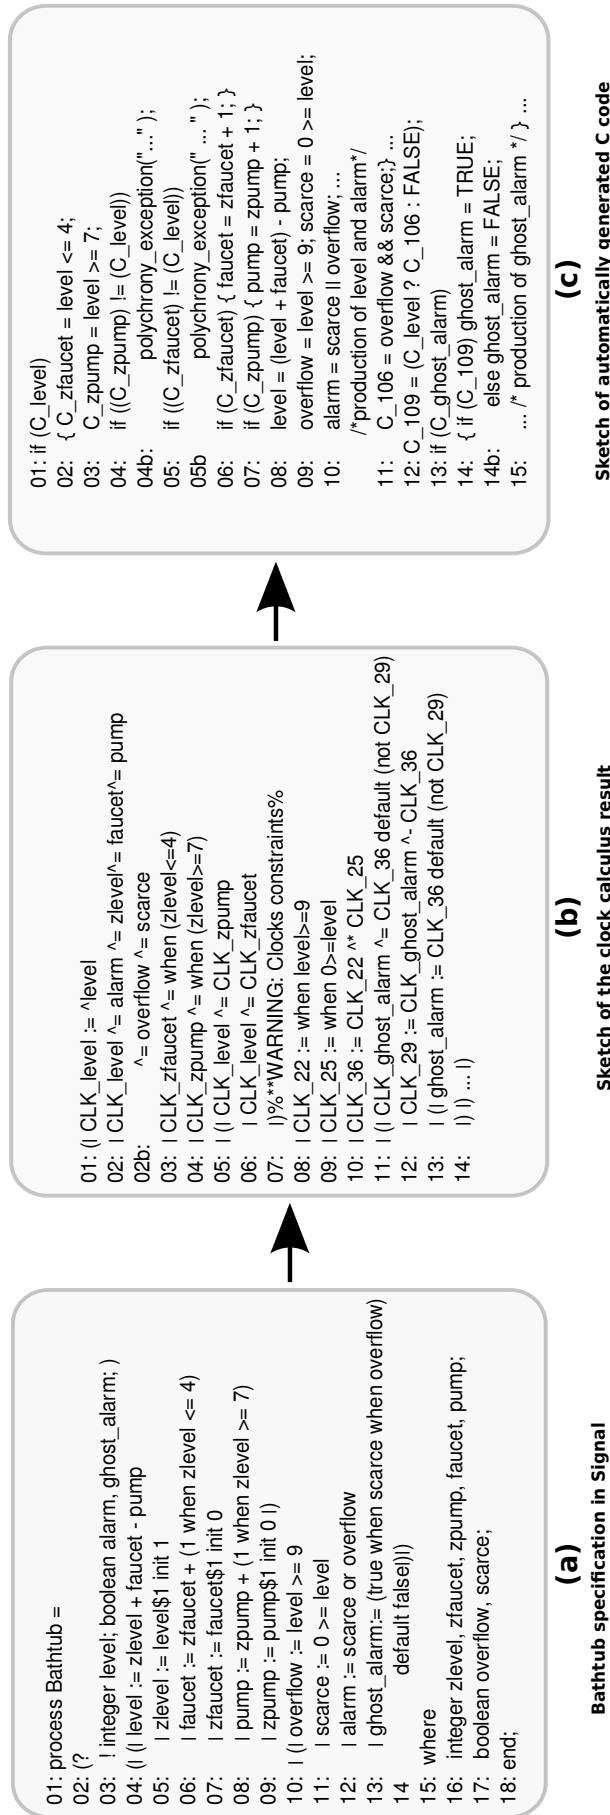 01: process Bathtub =
02: (?
03: ! integer level; boolean alarm, ghost_alarm; )
04: (| (| level := zlevel + faucet - pump
05: | zlevel := level$1 init 1
06: | faucet := zfaucet + (1 when zlevel <= 4)
07: | zfaucet := faucet$1 init 0
08: | pump := zpump + (1 when zlevel >= 7)
09: | zpump := pump$1 init 0 |)
10: | (| overflow := level >= 9
11: | scarce := 0 >= level
12: | alarm := scarce or overflow
13: | ghost_alarm:= (true when scarce when overflow)
14 default false|)|)
15: where
16: integer zlevel, zfaucet, zpump, faucet, pump;
17: boolean overflow, scarce;
18: end;
(a)
Bathtub specification in Signal
01: (| CLK_level := ^level
02: | CLK_level ^= alarm ^= zlevel^= faucet^= pump
02b: ^= overflow ^= scarce
03: | CLK_zfaucet ^= when (zlevel<=4)
04: | CLK_zpump ^= when (zlevel>=7)
05: | (| CLK_level ^= CLK_zpump
06: | CLK_level ^= CLK_zfaucet
07: |)%**WARNING: Clocks constraints%
08: | CLK_22 := when level>=9
09: | CLK_25 := when 0>=level
10: | CLK_36 := CLK_22 ^* CLK_25
11: | (| CLK_ghost_alarm ^= CLK_36 default (not CLK_29)
12: | CLK_29 := CLK_ghost_alarm ^- CLK_36
13: | (| ghost_alarm := CLK_36 default (not CLK_29)
14: |) |) ... |)
(b)
Sketch of the clock calculus result
01: if (C_level)
02: { C_zfaucet = level <= 4;
03: C_zpump = level >= 7;
04: if ((C_zpump) != (C_level))
04b: polychrony_exception("..." );
05: if ((C_zfaucet) != (C_level))
05b polychrony_exception(" ... " );
06: if (C_zfaucet) { faucet = zfaucet + 1; }
07: if (C_zpump) { pump = zpump + 1; }
08: level = (level + faucet) - pump;
09: overflow = level >= 9; scarce = 0 >= level;
10: alarm = scarce || overflow; ...
/*production of level and alarm*/
11: C_106 = overflow && scarce;} ...
12: C_109 = (C_level ? C_106 : FALSE);
13: if (C_ghost_alarm)
14: { if (C_109) ghost_alarm = TRUE;
14b: else ghost_alarm = FALSE;
15: ... /* production of ghost_alarm */ } ...
(c)
Sketch of automatically generated C code